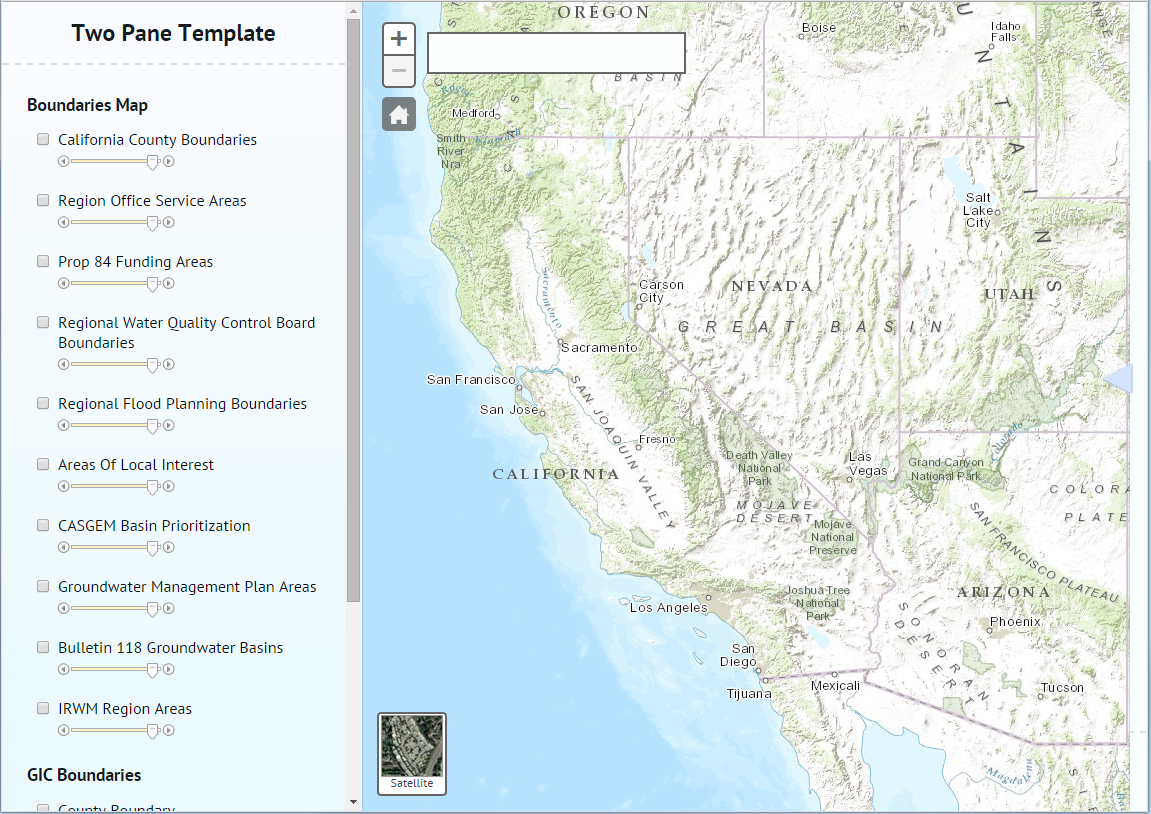 Two Pane Template
Boundaries Map
California County Boundaries
Region Office Service Areas
Prop 84 Funding Areas
Regional Water Quality Control Board
Boundaries
Regional Flood Planning Boundaries
Areas Of Local Interest
CASGEM Basin Prioritization
Groundwater Management Plan Areas
Bulletin 118 Groundwater Basins
IRWM Region Areas
GIC Boundaries
County Boundary
+
−
OREGON
Boise
Idaho
Falls
BASIN
Medford
Smith
River
Nra
Klamath
Salt
Lake
City
Carson
City
NEVADA
UTAH
GREAT BASIN
Sacramento
Sacramento
San Francisco
San Jose
SAN JOAQUIN VALLEY
Fresno
CALIFORNIA
Death Valley
National
Park
Las
Vegas
Colorado
Grand Canyon
National Park
MOJAVE
DESERT
Mojave
National
Preserve
COLORA
PLATE
SAN FRANCISCO PLATEAU
Joshua Tree
National
Park
ARIZONA
Los Angeles
Phoenix
SONORAN
DESERT
San
Diego
Tijuana
Mexicali
Tucson
Magdalena
Satellite